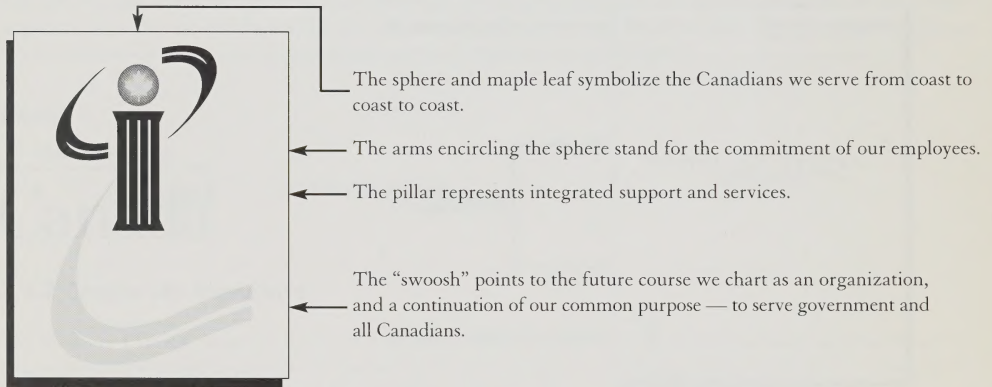 The sphere and maple leaf symbolize the Canadians we serve from coast to
coast to coast.
The arms encircling the sphere stand for the commitment of our employees.
The pillar represents integrated support and services.
The “swoosh” points to the future course we chart as an organization,
and a continuation of our common purpose — to serve government and
all Canadians.